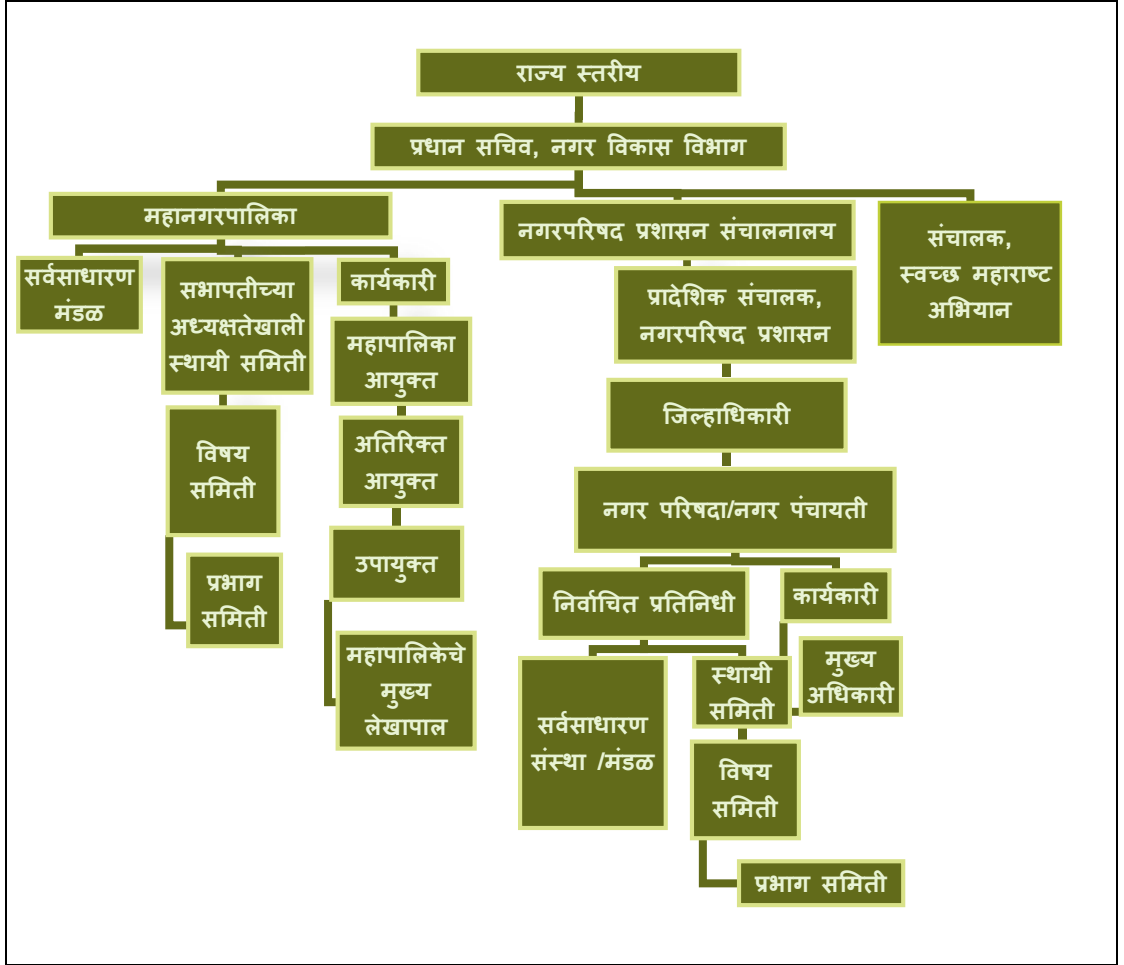 राज्य स्तरीय
प्रधान सचिव, नगर विकास विभाग
महानगरपालिका
सर्वसाधारण
मंडळ
सभापतीच्या
अध्यक्षतेखाली
स्थायी समिती
विषय
समिती
प्रभाग
समिती
कार्यकारी
महापालिका
आयुक्त
अतिरिक्त
आयुक्त
उपायुक्त
महापालिकेचे
मुख्य
लेखापाल
नगरपरिषद प्रशासन संचालनालय
प्रादेशिक संचालक,
नगरपरिषद प्रशासन
जिल्हाधिकारी
नगर परिषदा/नगर पंचायती
निर्वाचित प्रतिनिधी
सर्वसाधारण
संस्था /मंडळ
स्थायी
समिती
विषय
समिती
प्रभाग समिती
कार्यकारी
मुख्य
अधिकारी
संचालक,
स्वच्छ महाराष्ट
अभियान